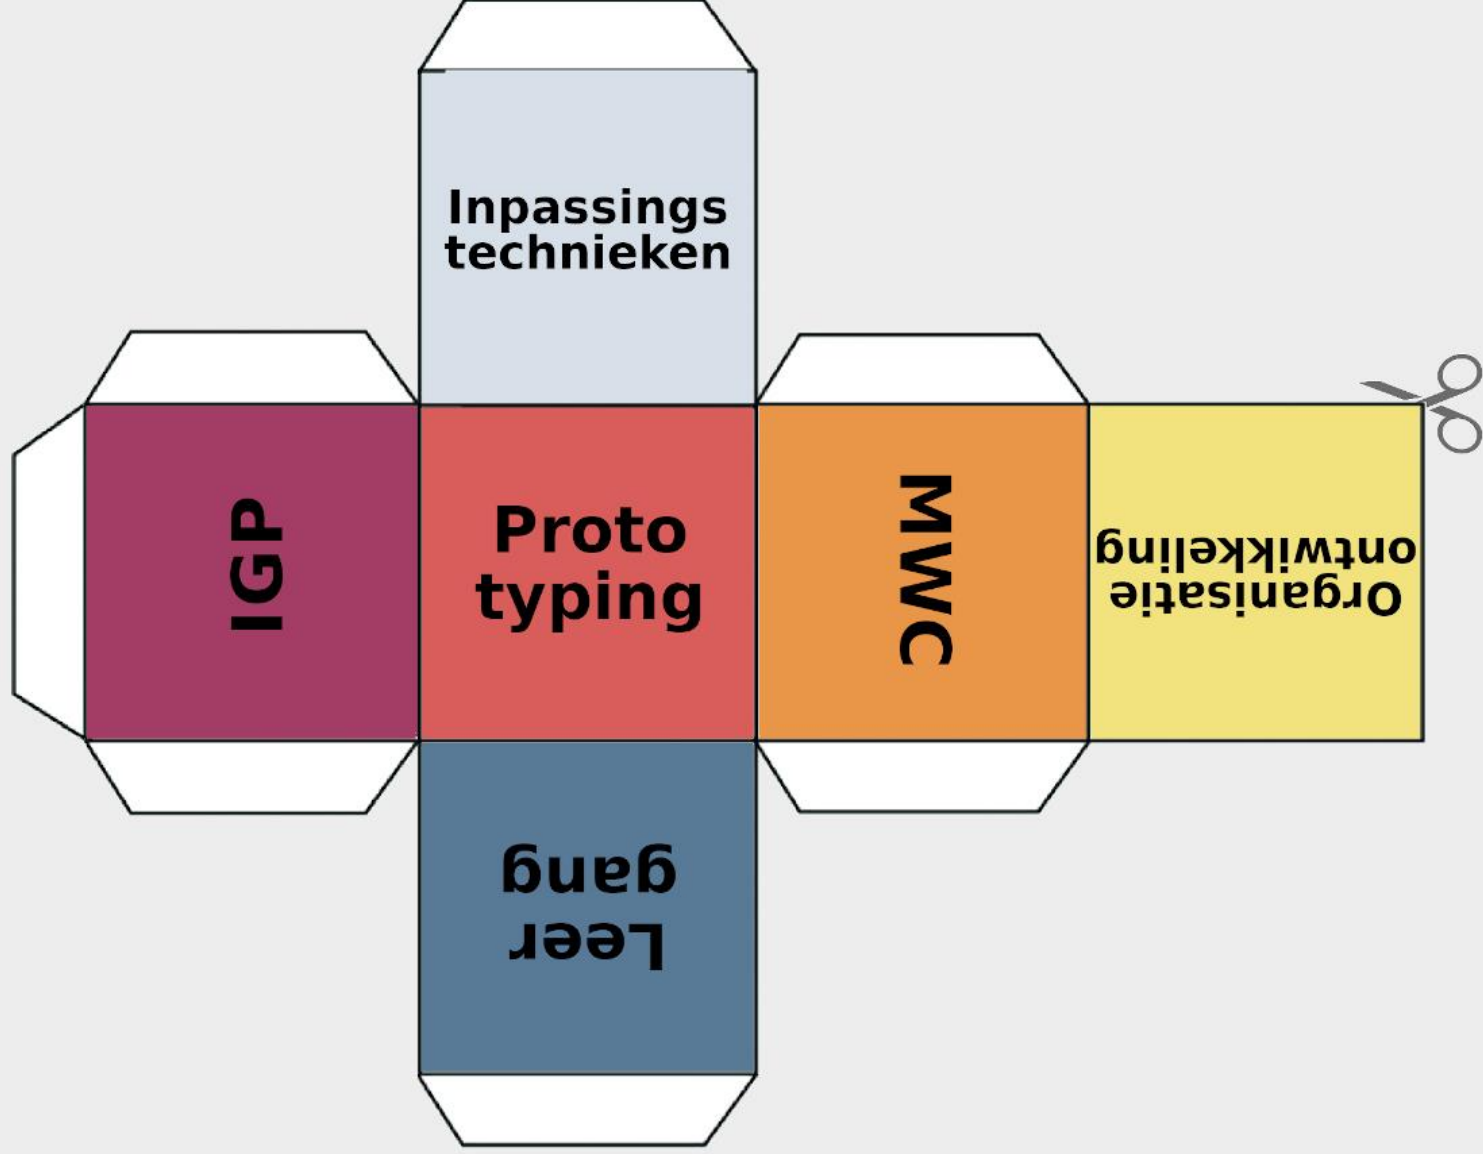 Inpassings
technieken
IGP
Proto
typing
MWC
Organisatie
ontwikkeling
Leer
gang